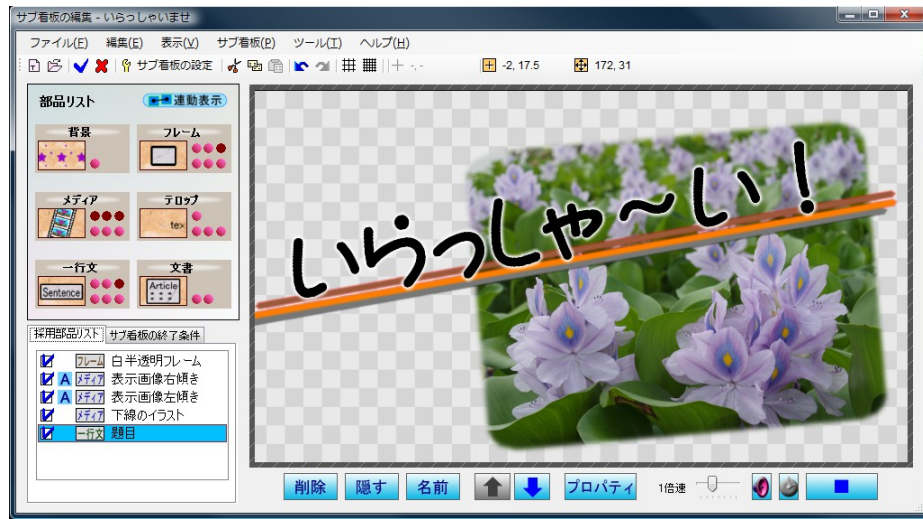 サブ看板の編集 - いらっしゃいませ
ファイル(F) 編集(E) 表示(V) サブ看板(P) ツール(T) ヘルプ(H)
サブ看板の設定 -2, 17.5 172, 31
部品リスト 連動表示
背景 フレーム
メディア テロップ
tex
一行文 文書
Sentence Article
採用部品リスト サブ看板の終了条件
フレーム 白半透明フレーム
A メディア 表示画像右傾き
A メディア 表示画像左傾き
メディア 下線のイラスト
一行文 題目
いらっしゃ〜い!
削除 隠す 名前 プロパティ 1倍速